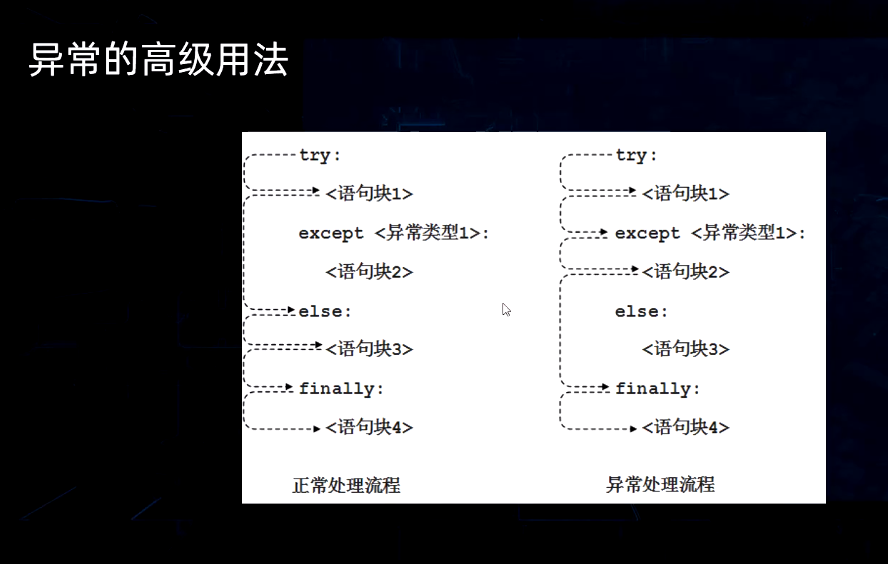 异常的高级用法
try:
<语句块1>
except <异常类型1>:
<语句块2>
else:
<语句块3>
finally:
<语句块4>
正常处理流程
try:
<语句块1>
except <异常类型1>:
<语句块2>
else:
<语句块3>
finally:
<语句块4>
异常处理流程